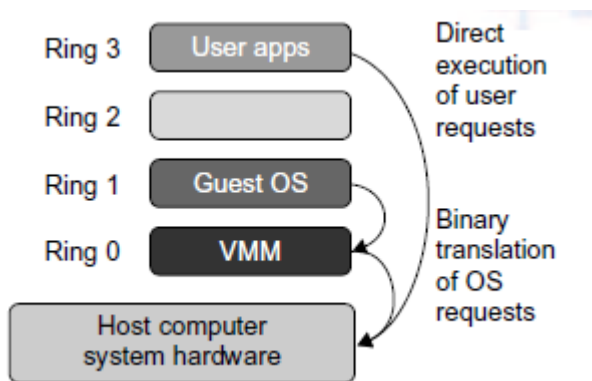 Ring 3
User apps
Direct
execution
of user
requests
Ring 2
Ring 1
Guest OS
Ring 0
VMM
Binary
translation
of OS
requests
Host computer
system hardware